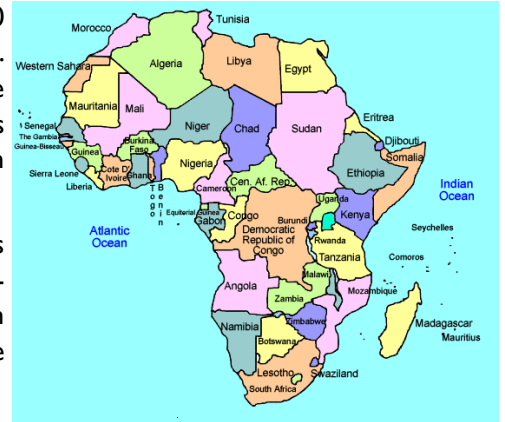 Tunisia
Morocco
Algeria
Libya
Egypt
Western Sahara
Mauritania
Mali
Niger
Chad
Sudan
Eritrea
Senegal
The Gambia
Guinea-Bisseau
Guinea
Burkina
Faso
Djibouti
Somalia
Nigeria
Ethiopia
Sierra Leone
Cote D'
Ivoire
Ghana
Liberia
Togo
Benin
Cameroon
Cen. Af. Rep.
Indian
Ocean
Uganda
Kenya
Equiterial Guinea
Gabon
Congo
Democratic
Republic of
Congo
Burundi
Rwanda
Tanzania
Seychelles
Atlantic
Ocean
Comoros
Malawi
Angola
Zambia
Mozambique
Zimbabwe
Namibia
Botswana
Madagascar
Mauritius
Lesotho
Swaziland
South Africa